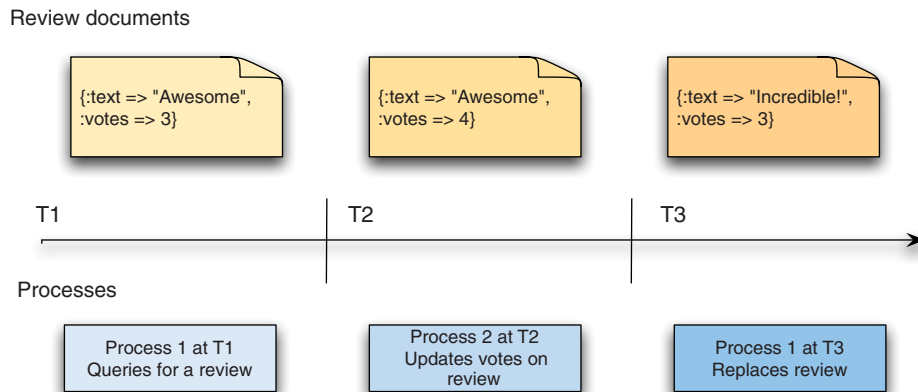 Review documents
{:text => "Awesome",
:votes => 3}
{:text => "Awesome",
:votes => 4}
{:text => "Incredible!",
:votes => 3}
T1
T2
T3
Processes
Process 1 at T1
Queries for a review
Process 2 at T2
Updates votes on
review
Process 1 at T3
Replaces review